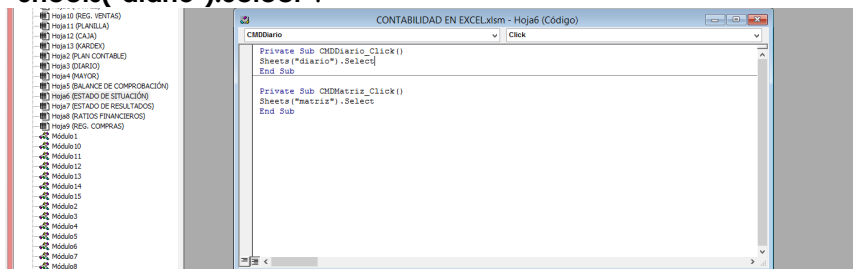 sheets("diario").select".
Hoja10 (REG. VENTAS)
Hoja11 (PLANILLA)
Hoja12 (CAJA)
Hoja13 (KARDEX)
Hoja2 (PLAN CONTABLE)
Hoja3 (DIARIO)
Hoja4 (MAYOR)
Hoja5 (BALANCE DE COMPROBACIÓN)
Hoja6 (ESTADO DE SITUACIÓN)
Hoja7 (ESTADO DE RESULTADOS)
Hoja8 (RATIOS FINANCIEROS)
Hoja9 (REG. COMPRAS)
Módulo1
Módulo10
Módulo11
Módulo12
Módulo13
Módulo14
Módulo15
Módulo2
Módulo3
Módulo4
Módulo5
Módulo6
Módulo7
Módulo8
CONTABILIDAD EN EXCEL.xlsm - Hoja6 (Código)
CMDDiario Click
Private Sub CMDDiario_Click()
Sheets("diario").Select
End Sub
Private Sub CMDMatriz_Click()
Sheets("matriz").Select
End Sub